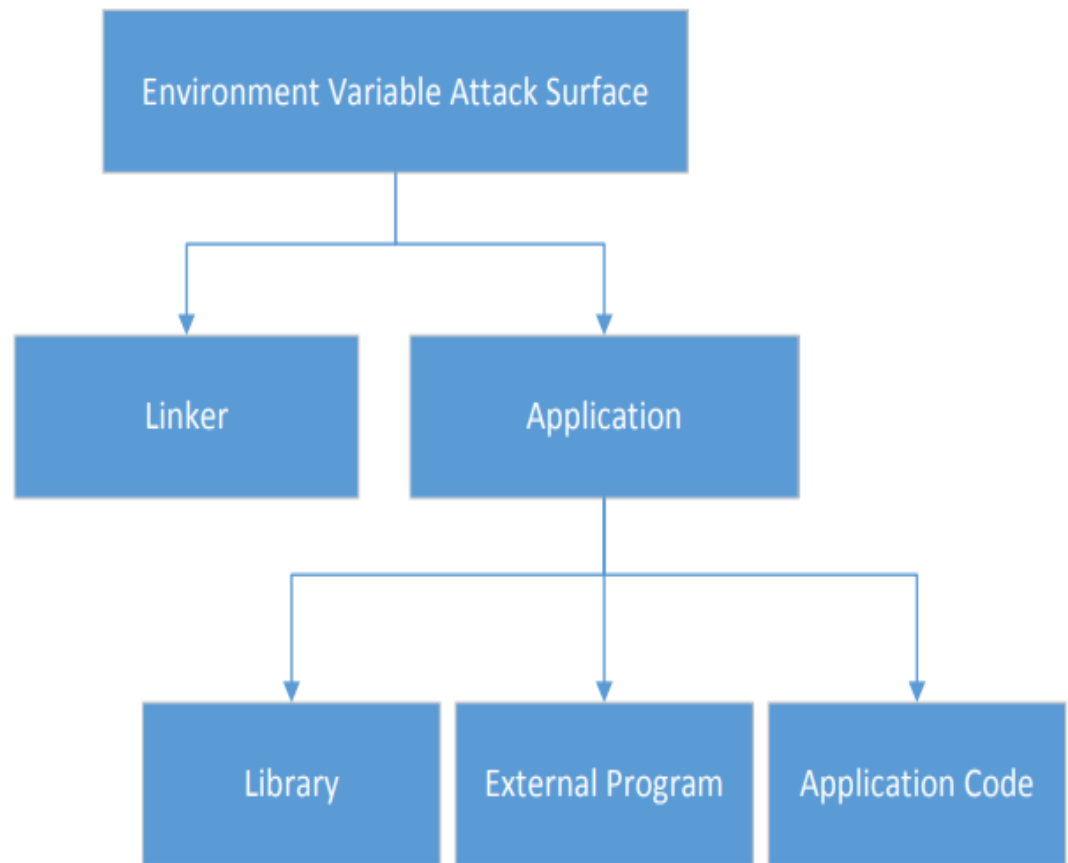 Environment Variable Attack Surface
Linker
Application
Library
External Program
Application Code